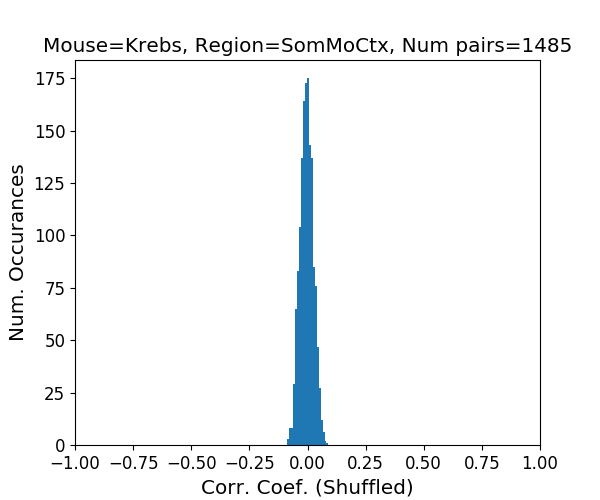 Mouse=Krebs, Region=SomMoCtx, Num pairs=1485
Num. Occurances
175
150
125
100
75
50
25
0
−1.00 −0.75 −0.50 −0.25 0.00 0.25 0.50 0.75 1.00
Corr. Coef. (Shuffled)